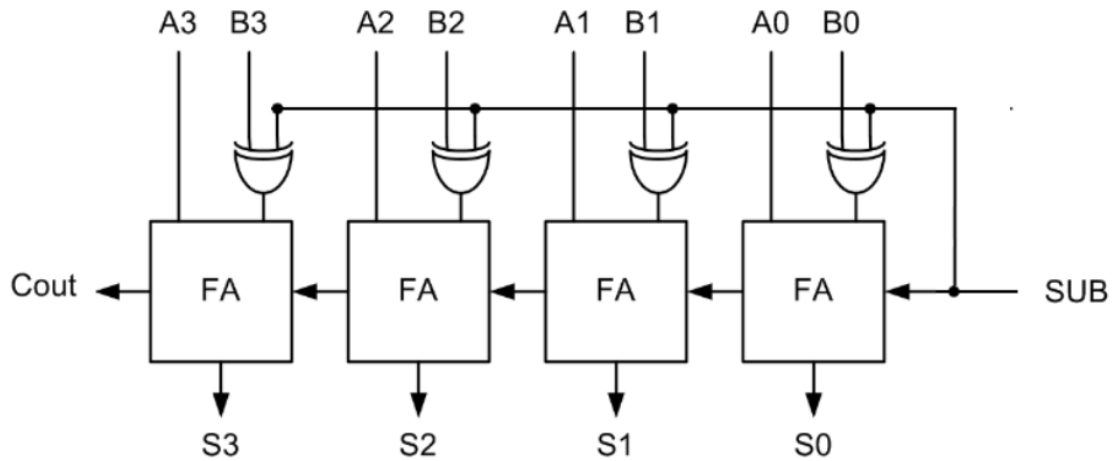 A3 B3 A2 B2 A1 B1 A0 B0
Cout FA FA FA FA SUB
S3 S2 S1 S0